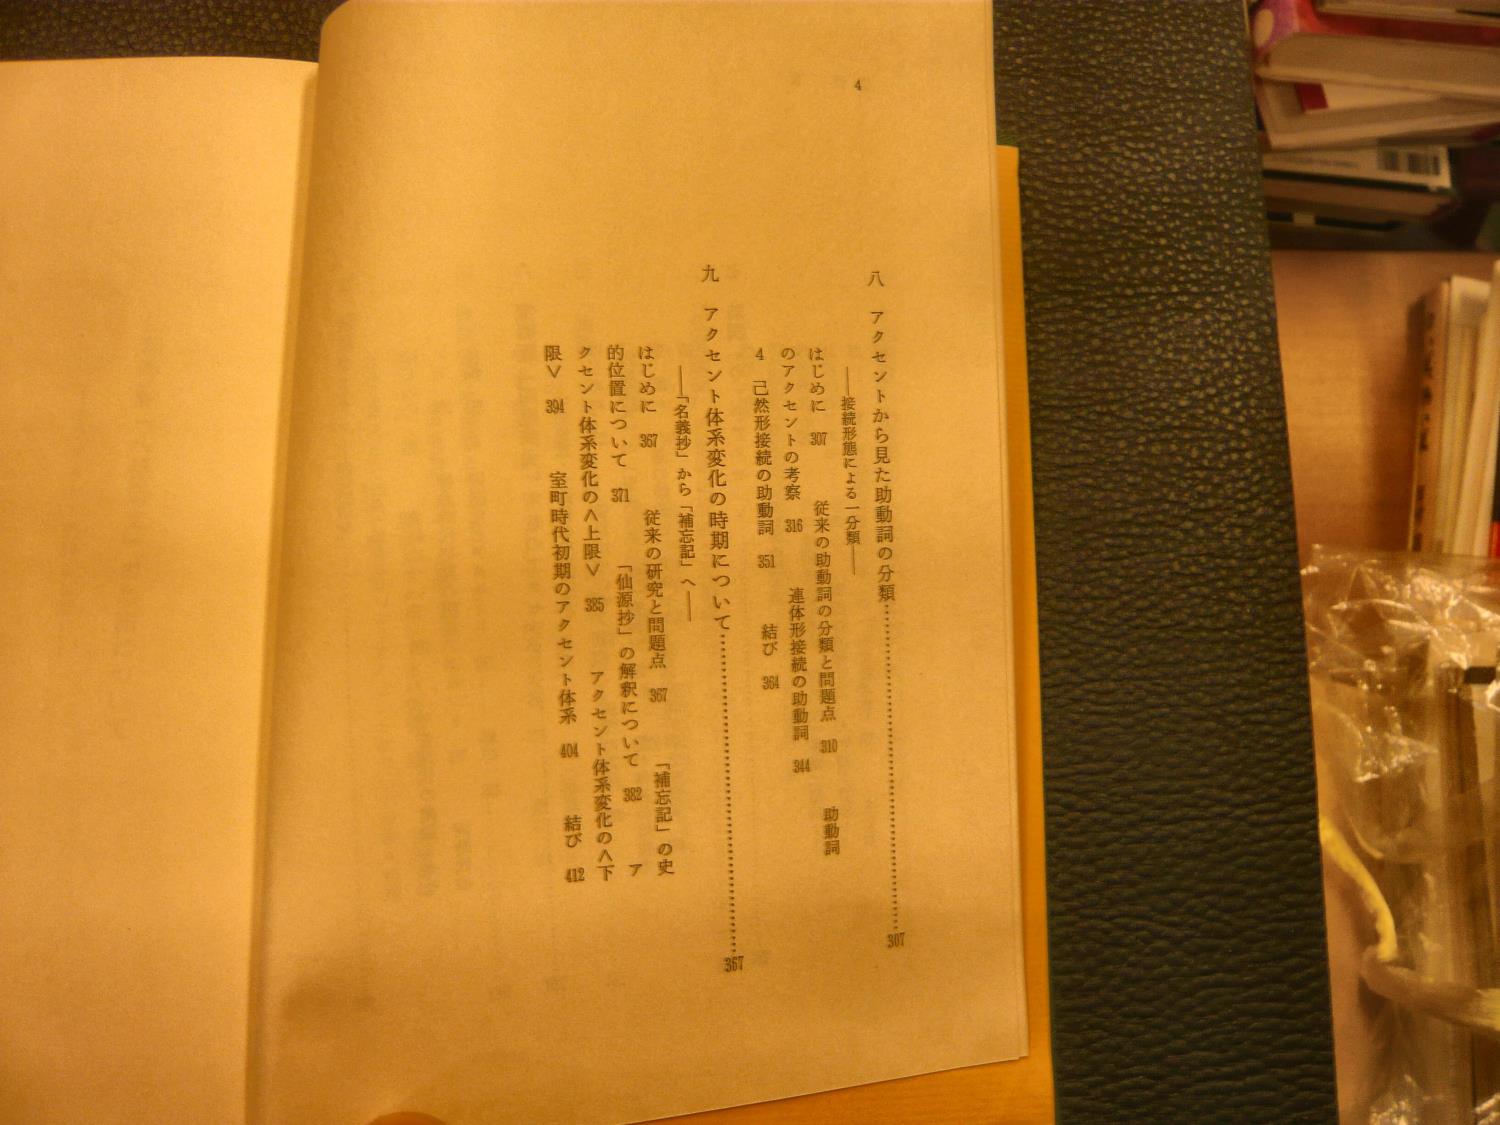 4
八 アクセントから見た助動詞の分類……………………307
――接続形態による一分類――
はじめに 307 従来の助動詞の分類と問題点 310 助動詞
のアクセントの考察 316 連体形接続の助動詞 344
4 已然形接続の助動詞 351 結び 364
九 アクセント体系変化の時期について……………………367
――「名義抄」から「補忘記」へ――
はじめに 367 従来の研究と問題点 367 「補忘記」の史
的位置について 371 「仙源抄」の解釈について 382 ア
クセント体系変化の＜上限＞ 385 アクセント体系変化の＜下
限＞ 394 室町時代初期のアクセント体系 404 結び 412